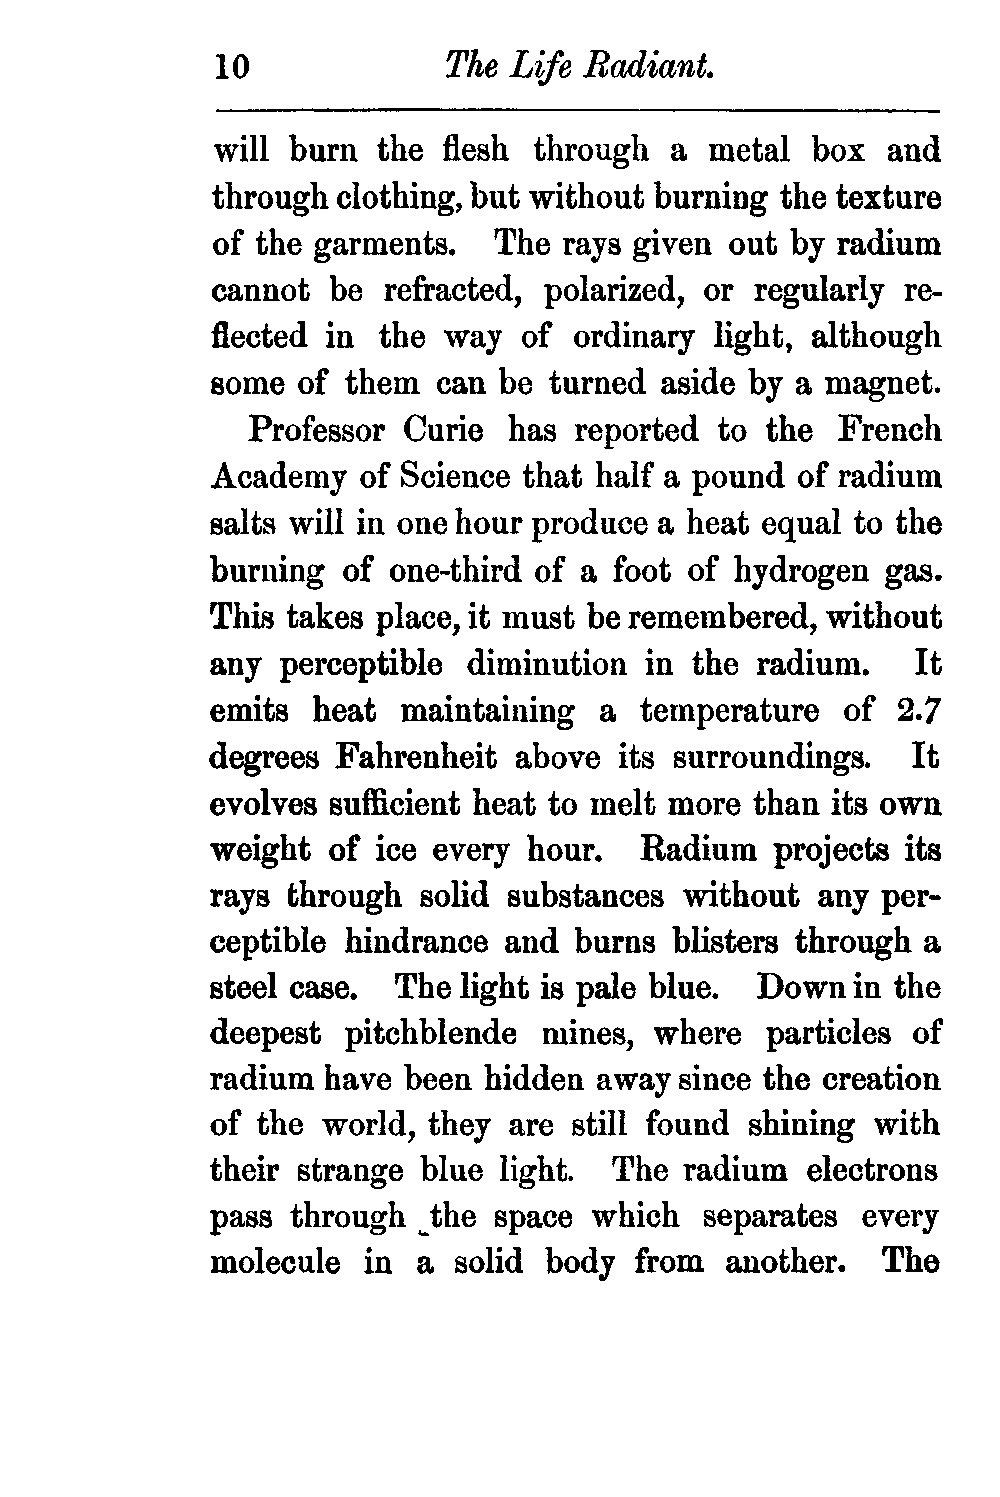 10 The Life Radiant.
will burn the flesh through a metal box and
through clothing, but without burning the texture
of the garments. The rays given out by radium
cannot be refracted, polarized, or regularly re-
flected in the way of ordinary light, although
some of them can be turned aside by a magnet.
Professor Curie has reported to the French
Academy of Science that half a pound of radium
salts will in one hour produce a heat equal to the
burning of one-third of a foot of hydrogen gas.
This takes place, it must be remembered, without
any perceptible diminution in the radium. It
emits heat maintaining a temperature of 2.7
degrees Fahrenheit above its surroundings. It
evolves sufficient heat to melt more than its own
weight of ice every hour. Radium projects its
rays through solid substances without any per-
ceptible hindrance and burns blisters through a
steel case. The light is pale blue. Down in the
deepest pitchblende mines, where particles of
radium have been hidden away since the creation
of the world, they are still found shining with
their strange blue light. The radium electrons
pass through the space which separates every
molecule in a solid body from another. The